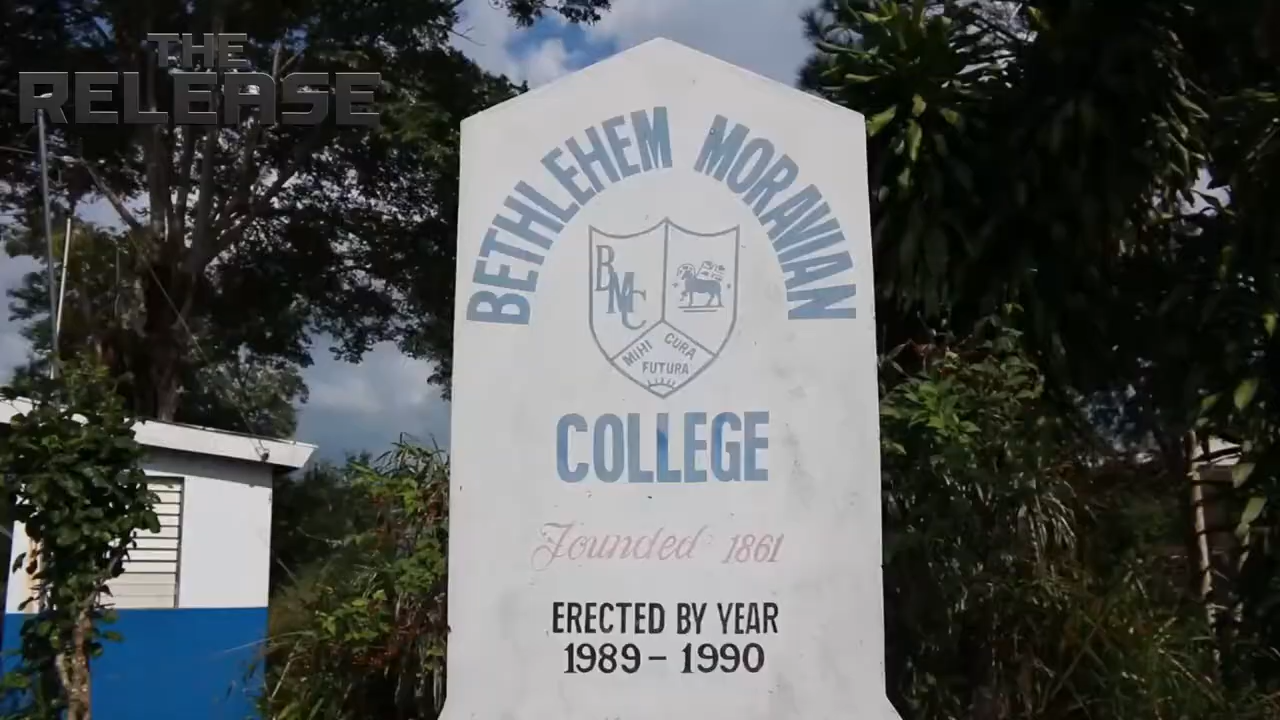 THE
RELEASE
BETHLEHEM MORAVIAN
BMC
MIHI CURA
FUTURA
COLLEGE
Founded 1861
ERECTED BY YEAR
1989 – 1990